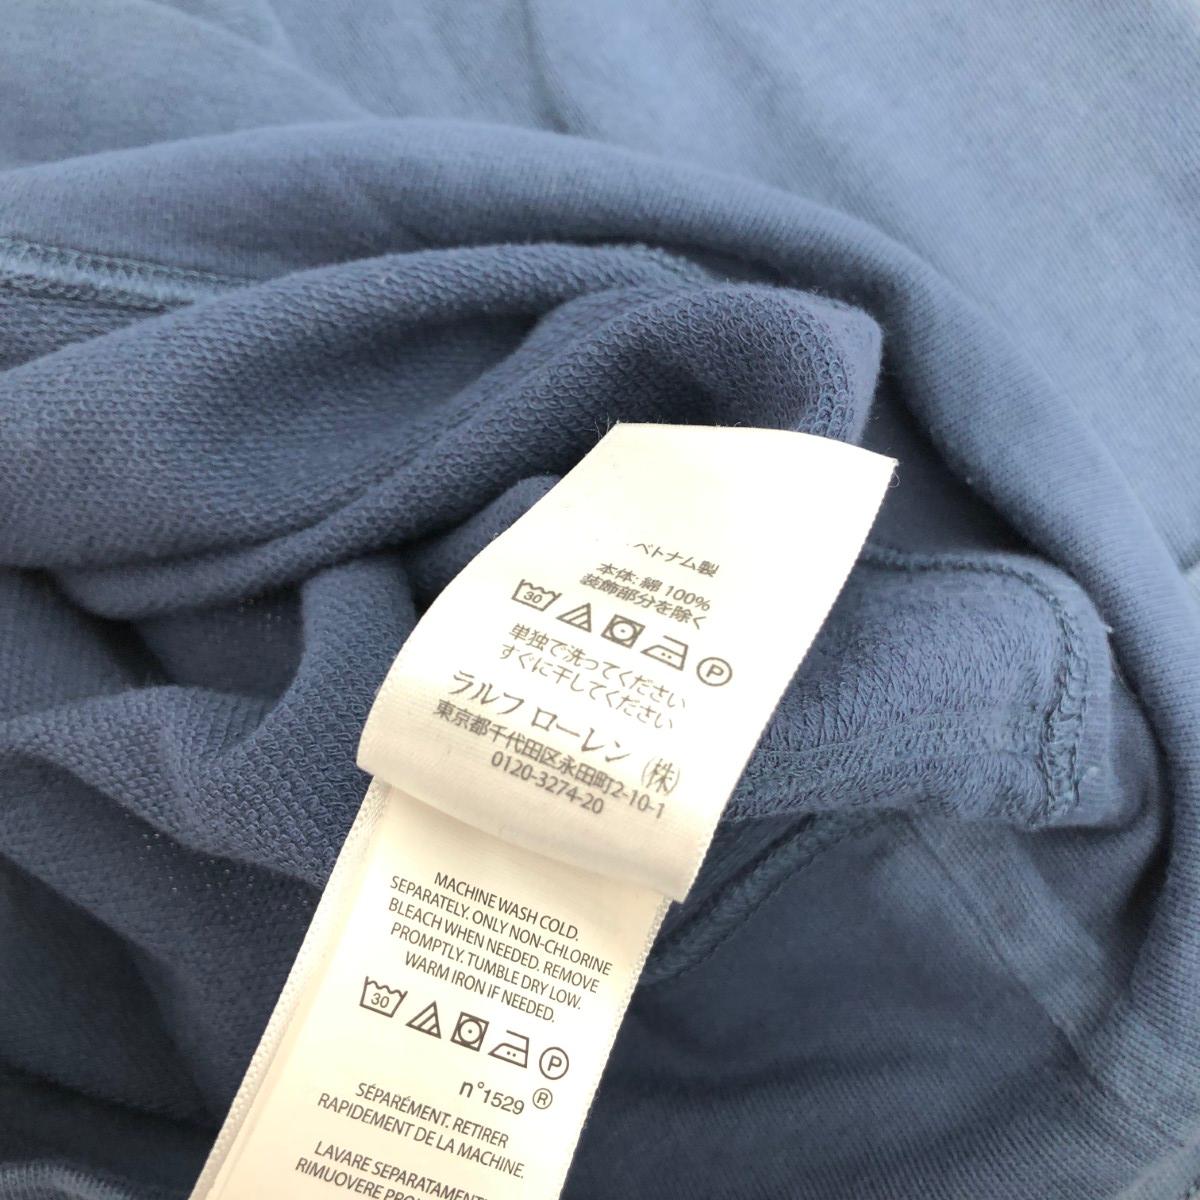 ベトナム製
本体: 綿 100%
装飾部分を除く
30
P
単独で洗ってください
すぐに干してください
ラルフ ローレン (株)
東京都千代田区永田町2-10-1
0120-3274-20
MACHINE WASH COLD.
SEPARATELY. ONLY NON-CHLORINE
BLEACH WHEN NEEDED. REMOVE
PROMPTLY. TUMBLE DRY LOW.
WARM IRON IF NEEDED.
30
P
n°1529 ®
SÉPARÉMENT. RETIRER
RAPIDEMENT DE LA MACHINE.
LAVARE SEPARATAMENT
RIMUOVERE